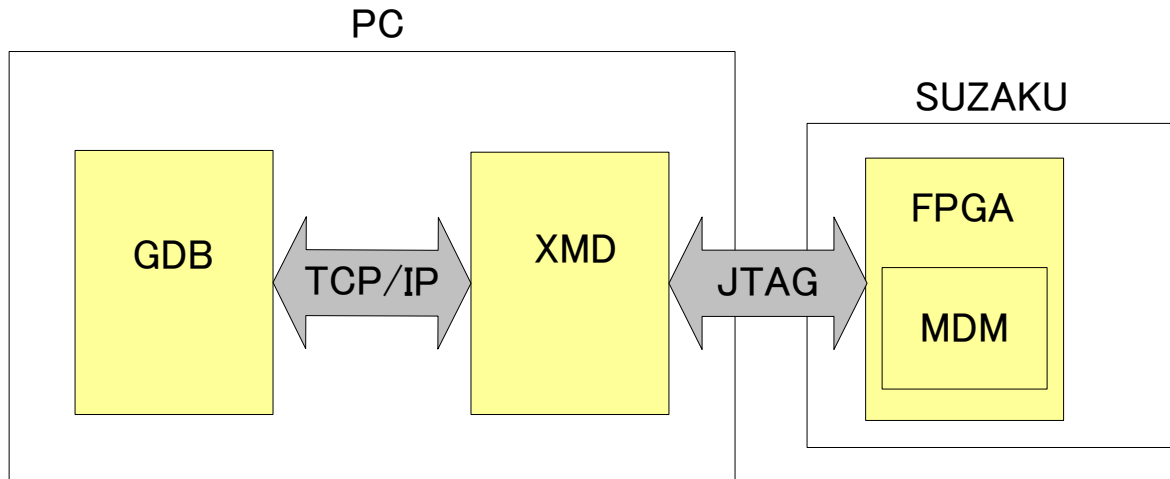 PC
SUZAKU
GDB
TCP/IP
XMD
JTAG
FPGA
MDM